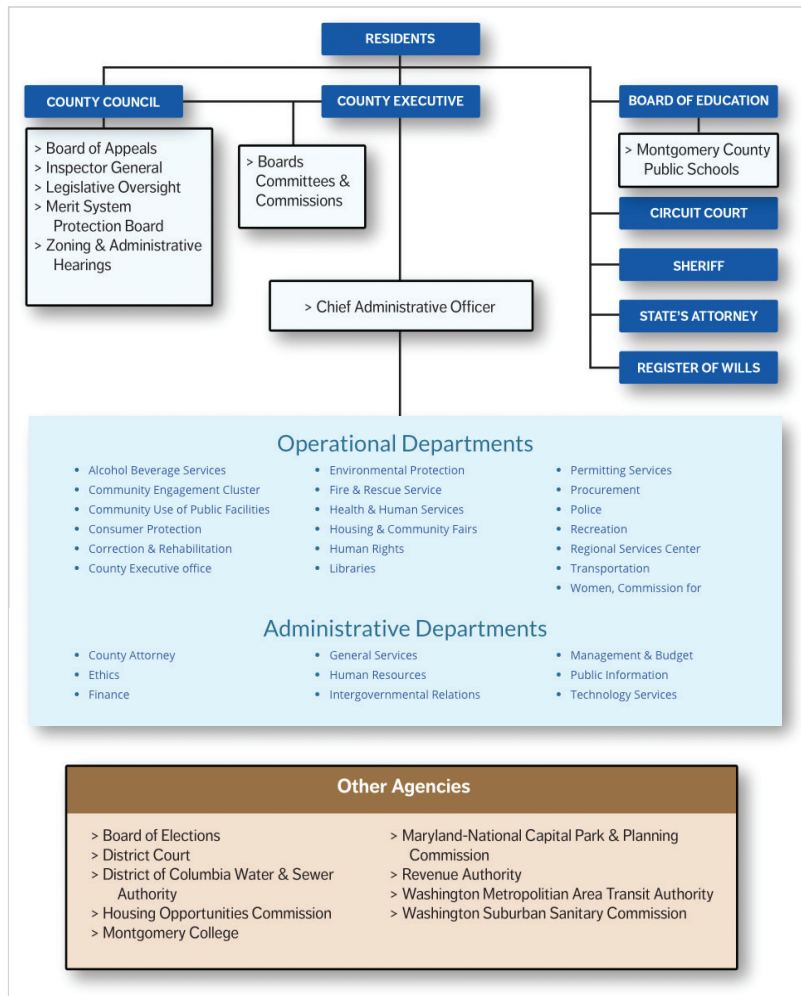 RESIDENTS
COUNTY COUNCIL
COUNTY EXECUTIVE
BOARD OF EDUCATION
> Board of Appeals
> Inspector General
> Legislative Oversight
> Merit System
Protection Board
> Zoning & Administrative
Hearings
> Boards
Committees &
Commissions
> Montgomery County
Public Schools
CIRCUIT COURT
SHERIFF
STATE'S ATTORNEY
REGISTER OF WILLS
> Chief Administrative Officer
Operational Departments
• Alcohol Beverage Services
• Community Engagement Cluster
• Community Use of Public Facilities
• Consumer Protection
• Correction & Rehabilitation
• County Executive office
• Environmental Protection
• Fire & Rescue Service
• Health & Human Services
• Housing & Community Fairs
• Human Rights
• Libraries
• Permitting Services
• Procurement
• Police
• Recreation
• Regional Services Center
• Transportation
• Women, Commission for
Administrative Departments
• County Attorney
• Ethics
• Finance
• General Services
• Human Resources
• Intergovernmental Relations
• Management & Budget
• Public Information
• Technology Services
Other Agencies
> Board of Elections
> District Court
> District of Columbia Water & Sewer
Authority
> Housing Opportunities Commission
> Montgomery College
> Maryland-National Capital Park & Planning
Commission
> Revenue Authority
> Washington Metropolitan Area Transit Authority
> Washington Suburban Sanitary Commission